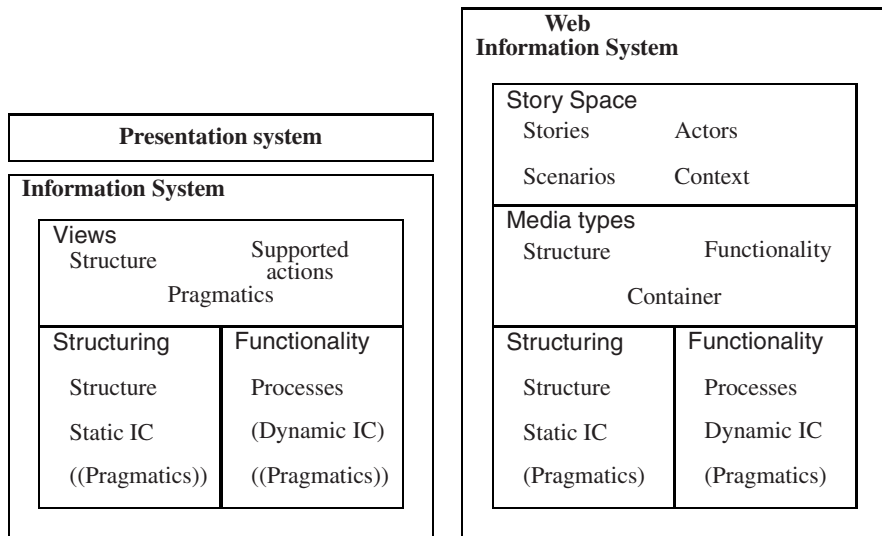 Presentation system
Information System
Views
Structure
Supported
actions
Pragmatics
Structuring
Structure
Static IC
((Pragmatics))
Functionality
Processes
(Dynamic IC)
((Pragmatics))
Web
Information System
Story Space
Stories
Actors
Scenarios
Context
Media types
Structure
Functionality
Container
Structuring
Structure
Static IC
(Pragmatics)
Functionality
Processes
Dynamic IC
(Pragmatics)